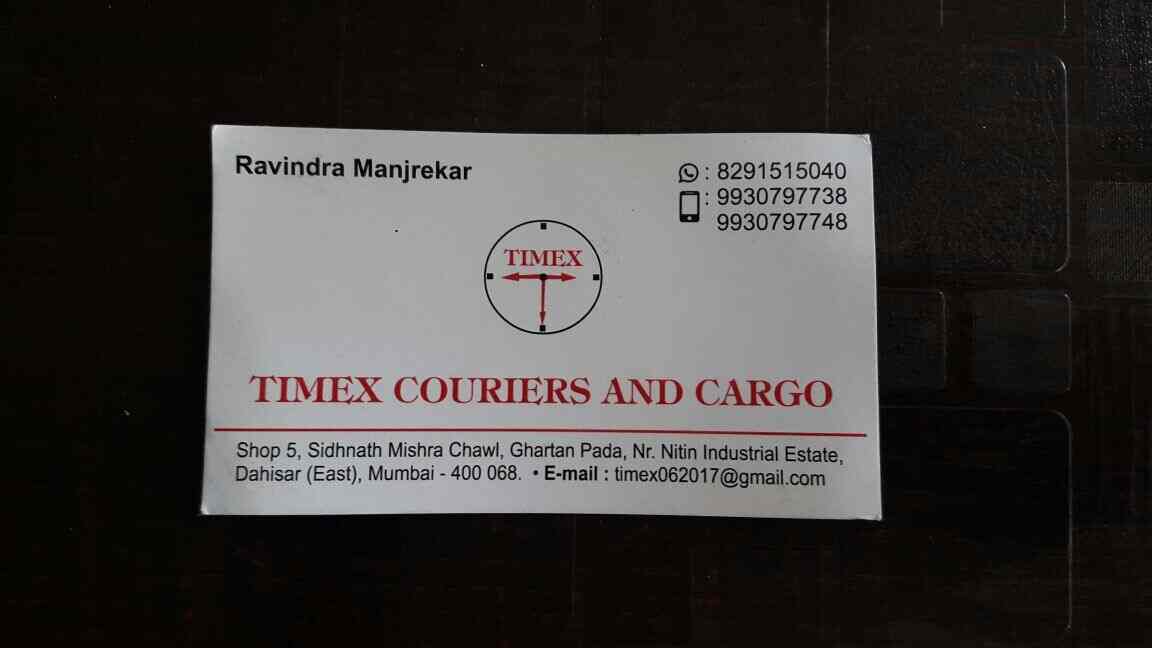 Ravindra Manjrekar
: 8291515040
: 9930797738
9930797748
TIMEX
TIMEX COURIERS AND CARGO
Shop 5, Sidhnath Mishra Chawl, Ghartan Pada, Nr. Nitin Industrial Estate,
Dahisar (East), Mumbai - 400 068. • E-mail : timex062017@gmail.com